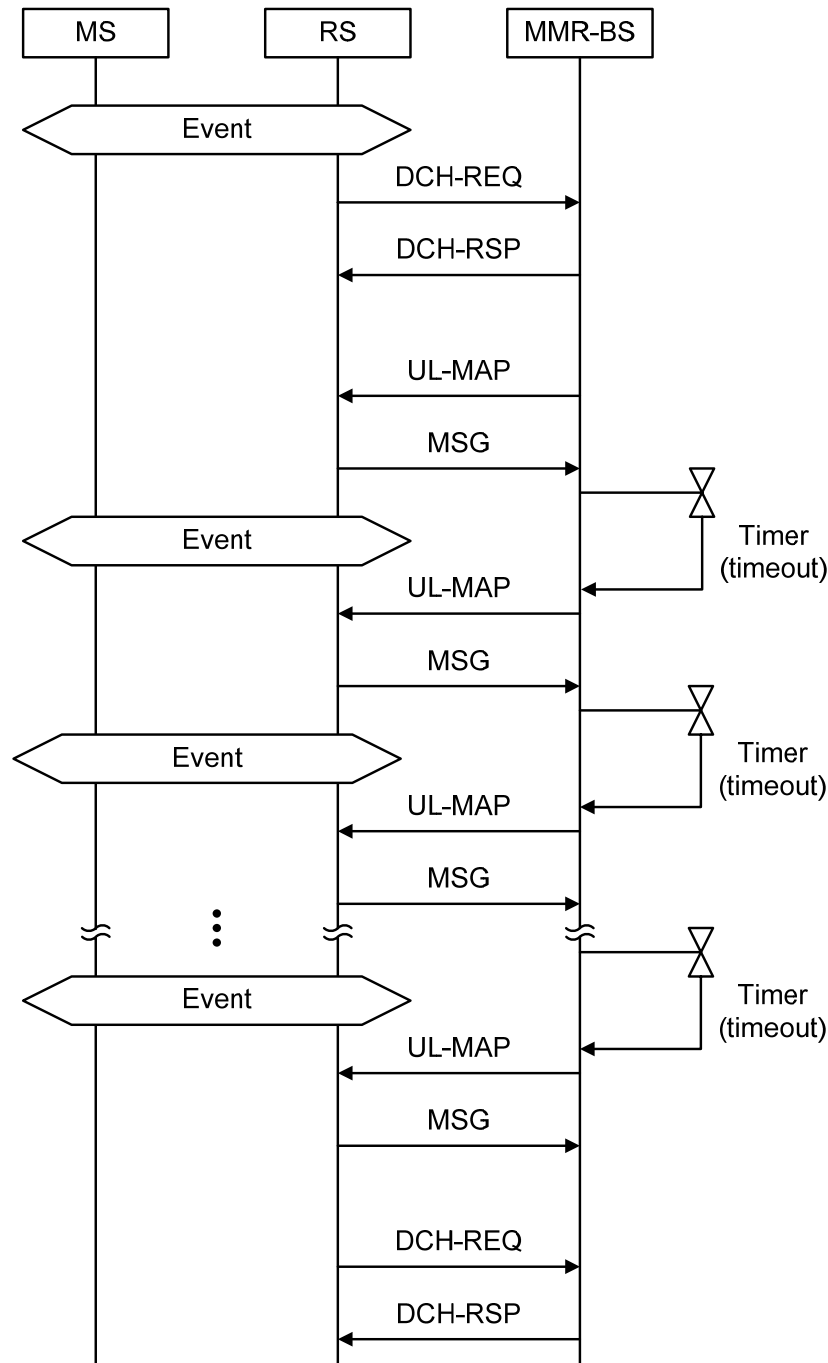 MS
RS
MMR-BS
Event
DCH-REQ
DCH-RSP
UL-MAP
MSG
Event
Timer
(timeout)
UL-MAP
MSG
Event
Timer
(timeout)
UL-MAP
MSG
Event
Timer
(timeout)
UL-MAP
MSG
DCH-REQ
DCH-RSP